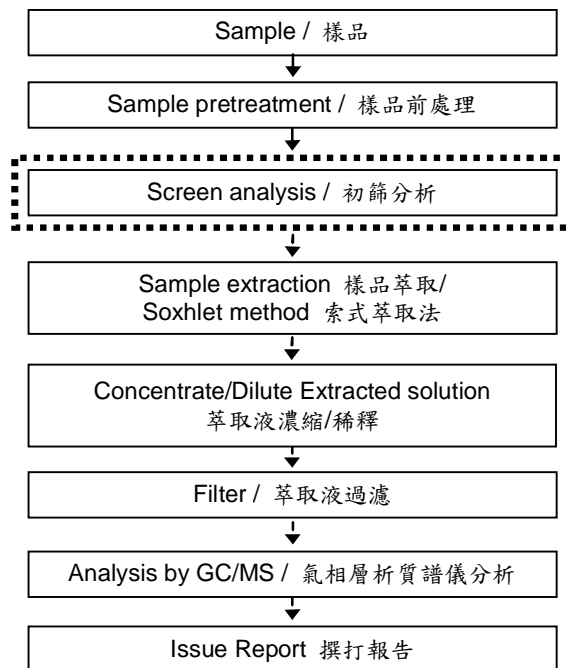 Sample / 樣品
Sample pretreatment / 樣品前處理
Screen analysis / 初篩分析
Sample extraction 樣品萃取/
Soxhlet method 索式萃取法
Concentrate/Dilute Extracted solution
萃取液濃縮/稀釋
Filter / 萃取液過濾
Analysis by GC/MS / 氣相層析質譜儀分析
Issue Report 撰打報告